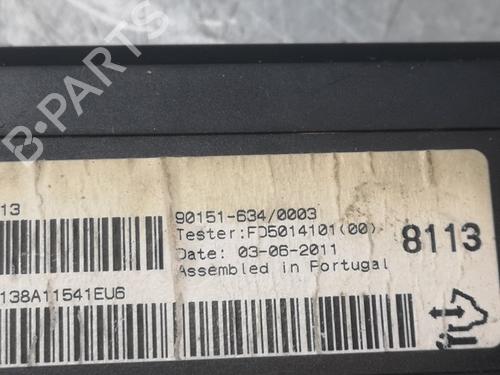 13
90151-634/0003
Tester:FD5014101(00)
Date: 03-06-2011
Assembled in Portugal
8113
138A11541EU6
B-PARTS